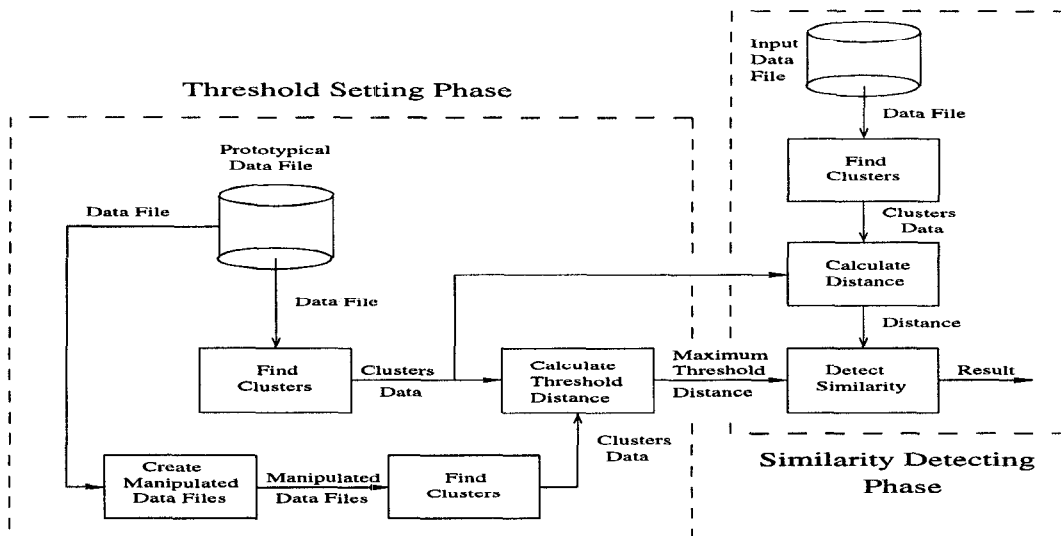 Threshold Setting Phase
Prototypical
Data File
Data File
Data File
Find
Clusters
Clusters
Data
Calculate
Threshold
Distance
Maximum
Threshold
Distance
Create
Manipulated
Data Files
Manipulated
Data Files
Find
Clusters
Clusters
Data
Input
Data
File
Data File
Find
Clusters
Clusters
Data
Calculate
Distance
Distance
Detect
Similarity
Result
Similarity Detecting
Phase